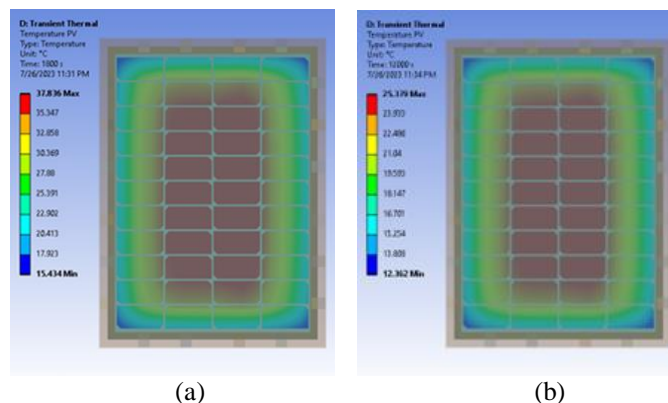 D: Transient Thermal
Temperature PV
Type: Temperature
Unit: °C
Time: 1800 s
7/26/2023 11:31 PM
37.836 Max
35.347
32.858
30.369
27.88
25.391
22.902
20.413
17.923
15.434 Min
(a)
D: Transient Thermal
Temperature PV
Type: Temperature
Unit: °C
7/26/2023 11:34 PM
25.379 Max
23.933
22.486
21.04
19.593
18.147
16.701
15.254
13.808
12.362 Min
(b)